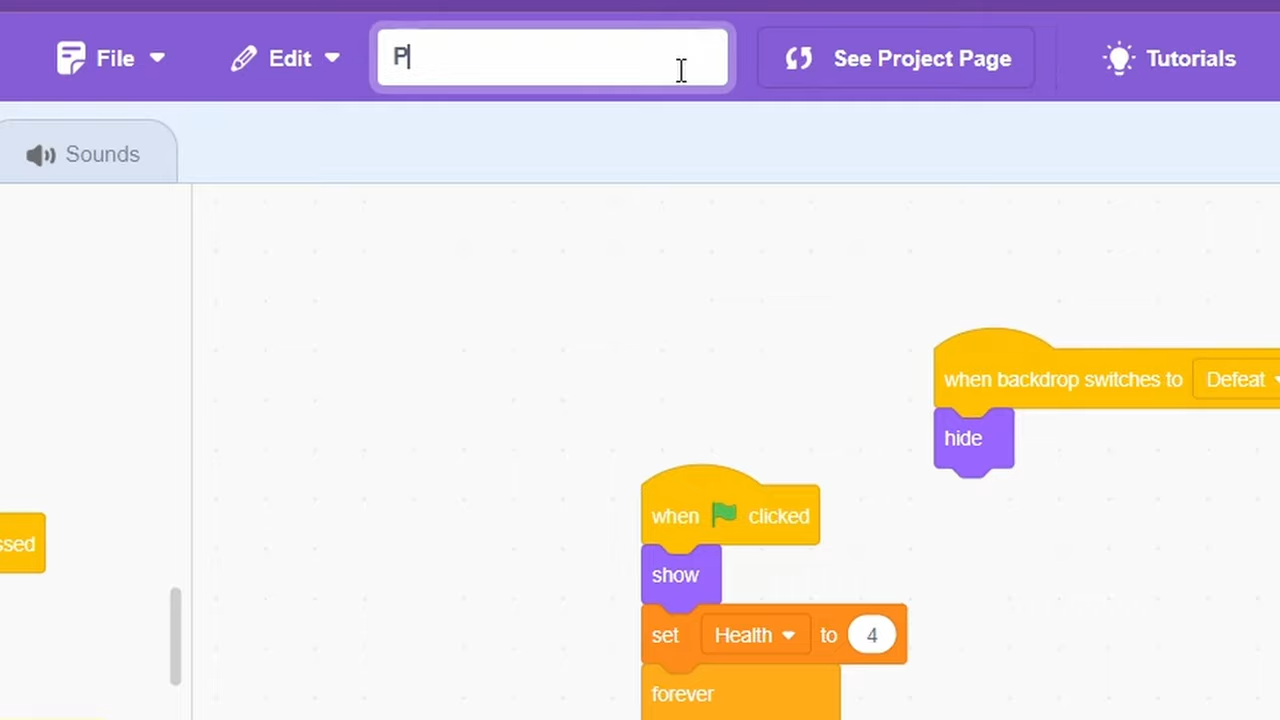 File
Edit
P
See Project Page
Tutorials
Sounds
when backdrop switches to Defeat
hide
when clicked
ssed
show
set Health to 4
forever